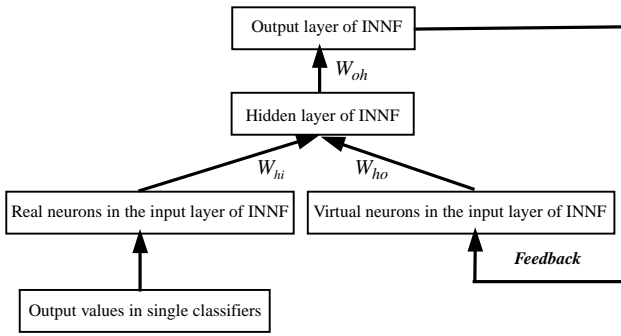 Output layer of INNF
W_oh
Hidden layer of INNF
W_hi
W_ho
Real neurons in the input layer of INNF
Virtual neurons in the input layer of INNF
Feedback
Output values in single classifiers